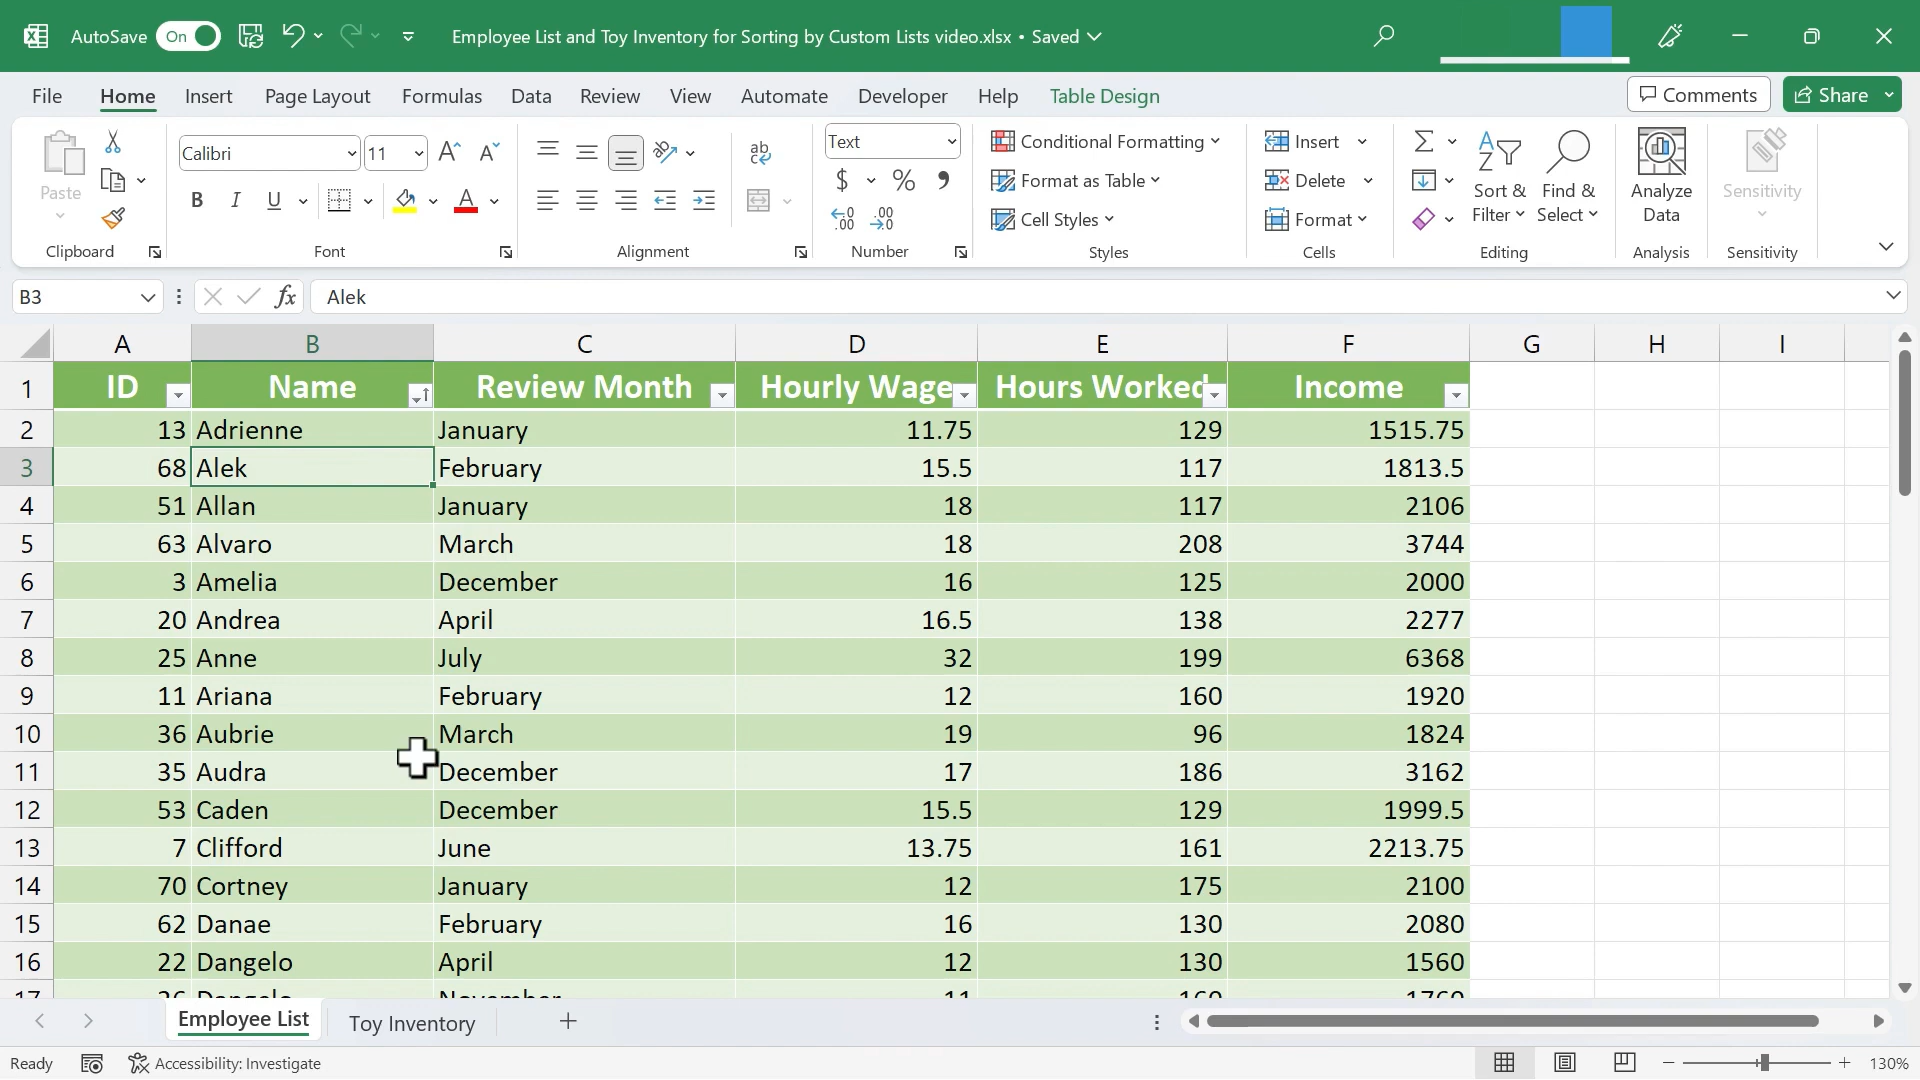 AutoSave On Employee List and Toy Inventory for Sorting by Custom Lists video.xlsx • Saved
File Home Insert Page Layout Formulas Data Review View Automate Developer Help Table Design Comments Share
Paste
Clipboard
Calibri 11
B I U A
Font
ab
Alignment
Text
$ % 9
Number
Conditional Formatting
Format as Table
Cell Styles
Styles
Insert
Delete
Format
Cells
Sort &
Filter
Find &
Select
Editing
Analyze
Data
Analysis
Sensitivity
Sensitivity
B3 fx Alek
A B C D E F G H I
1 ID Name Review Month Hourly Wage Hours Worked Income
2 13 Adrienne January 11.75 129 1515.75
3 68 Alek February 15.5 117 1813.5
4 51 Allan January 18 117 2106
5 63 Alvaro March 18 208 3744
6 3 Amelia December 16 125 2000
7 20 Andrea April 16.5 138 2277
8 25 Anne July 32 199 6368
9 11 Ariana February 12 160 1920
10 36 Aubrie March 19 96 1824
11 35 Audra December 17 186 3162
12 53 Caden December 15.5 129 1999.5
13 7 Clifford June 13.75 161 2213.75
14 70 Cortney January 12 175 2100
15 62 Danae February 16 130 2080
16 22 Dangelo April 12 130 1560
Employee List Toy Inventory
Ready Accessibility: Investigate 130%